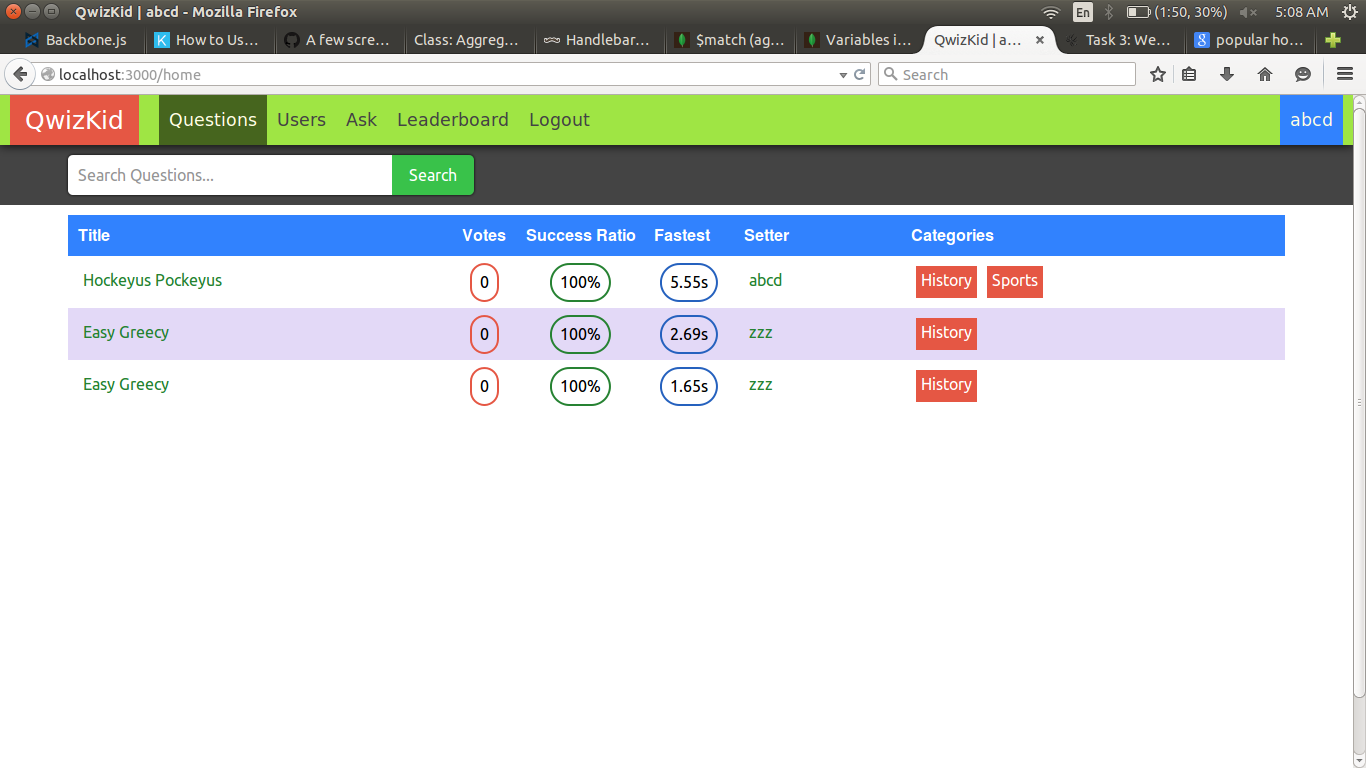 QwizKid | abcd - Mozilla Firefox En (1:50, 30%) 5:08 AM
Backbone.js How to Us... A few scre... Class: Aggreg... Handlebar... $match (ag... Variables i... QwizKid | a... Task 3: We... popular ho...
localhost:3000/home Search
QwizKid Questions Users Ask Leaderboard Logout abcd
Search Questions... Search
Title Votes Success Ratio Fastest Setter Categories
Hockeyus Pockeyus 0 100% 5.55s abcd History Sports
Easy Greecy 0 100% 2.69s zzz History
Easy Greecy 0 100% 1.65s zzz History